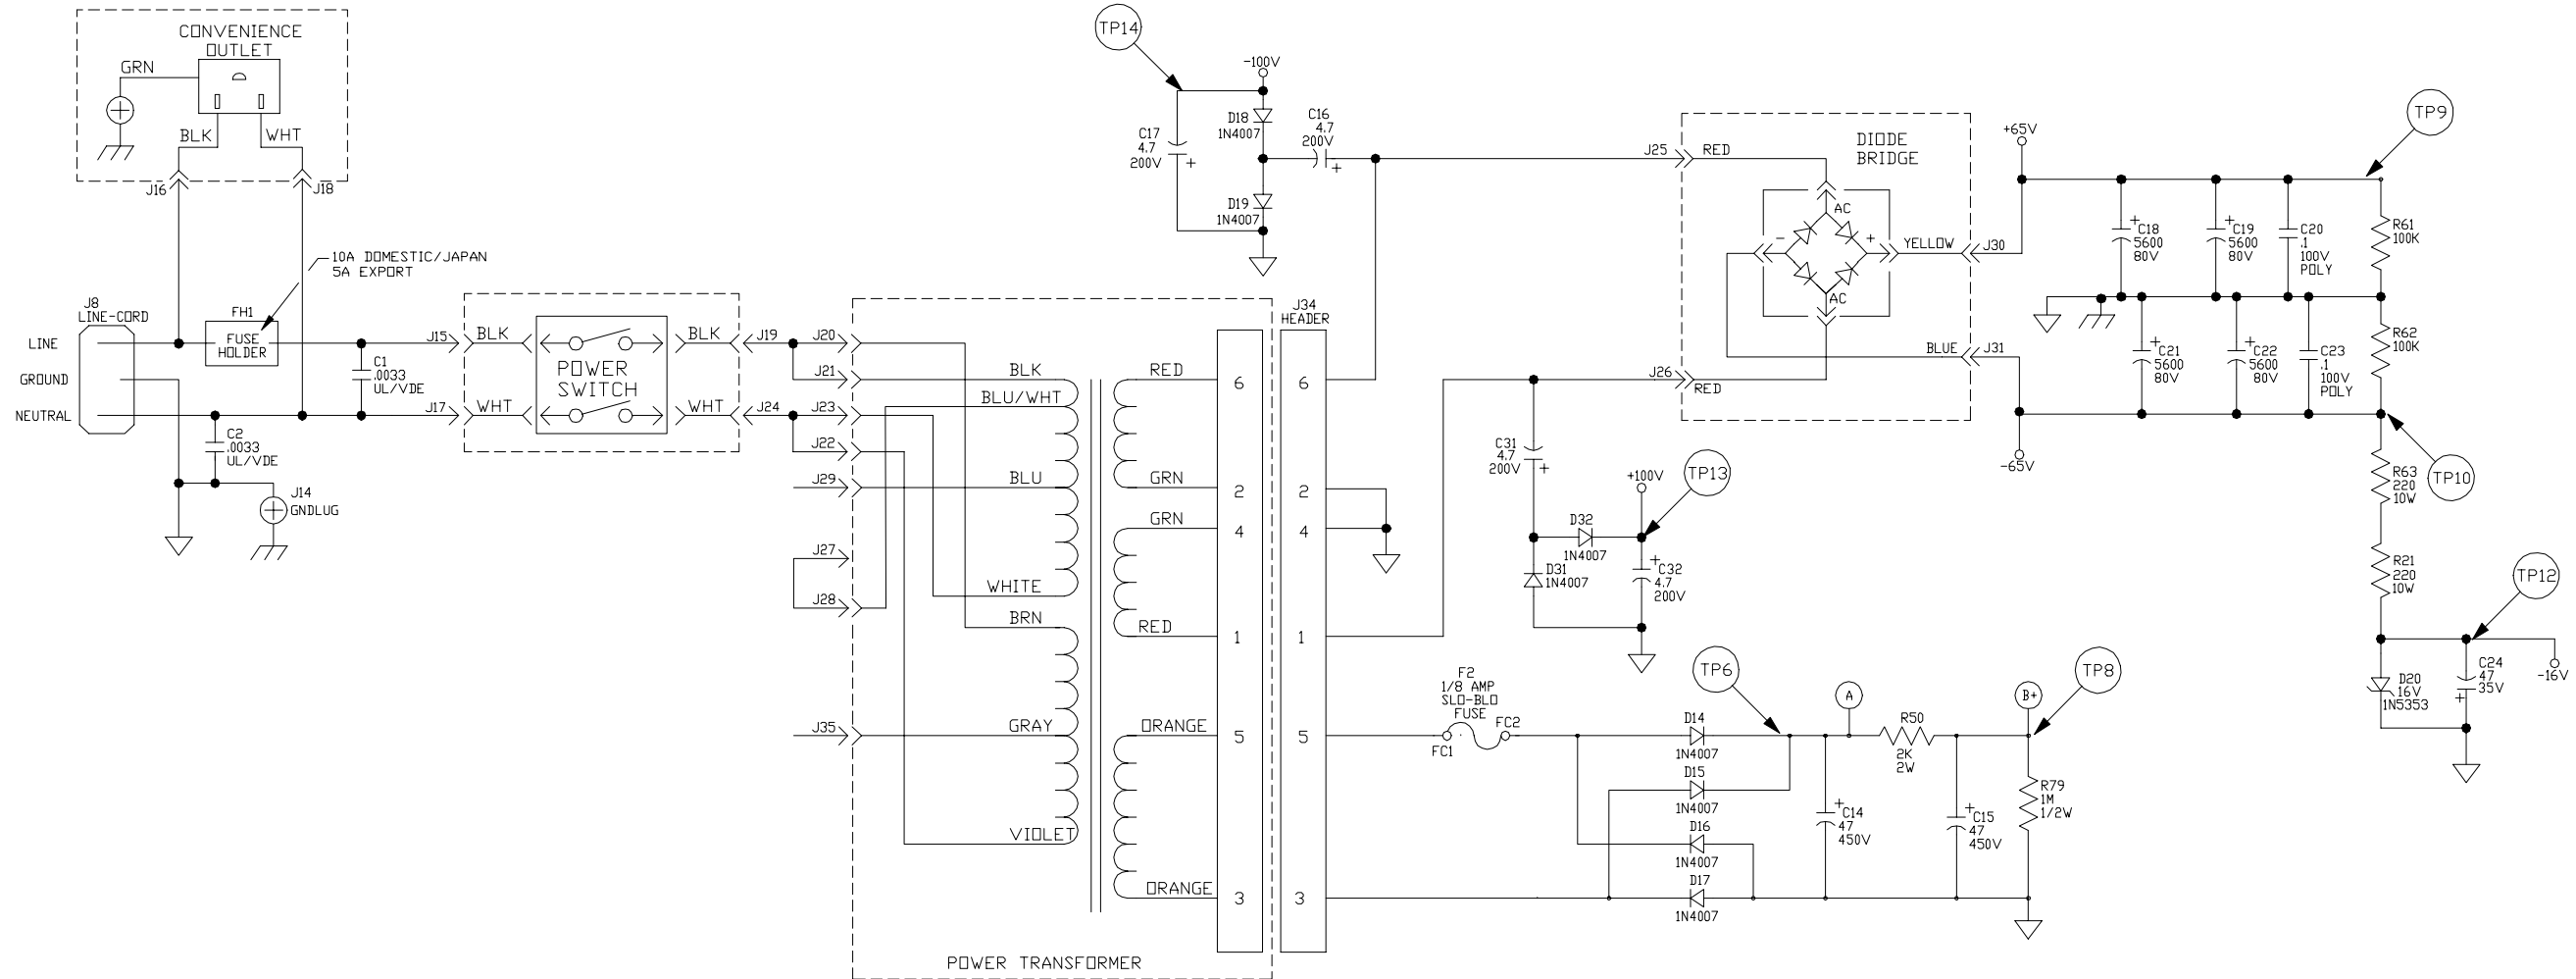 CONVENIENCE
OUTLET
GRN
BLK
WHT
J16
J18
10A DOMESTIC/JAPAN
5A EXPORT
J8
LINE-CORD
FH1
FUSE
HOLDER
LINE
GROUND
NEUTRAL
C1
.0033
UL/VDE
C2
.0033
UL/VDE
J14
GNDLUG
J15
BLK
J17
WHT
POWER
SWITCH
BLK
J19
WHT
J24
J20
J21
J23
J22
J29
J27
J28
J35
BLK
BLU/WHT
BLU
WHITE
BRN
GRAY
VIOLET
RED
GRN
GRN
RED
ORANGE
ORANGE
6
2
4
1
5
3
POWER TRANSFORMER
J34
HEADER
6
2
4
1
5
3
TP14
-100V
C17
4.7
200V
+
D18
1N4007
D19
1N4007
C16
4.7
200V
+
J25
RED
DIODE
BRIDGE
AC
-
+
AC
YELLOW
J30
BLUE
J31
J26
RED
C31
4.7
200V
+
TP13
+100V
D32
1N4007
D31
1N4007
+
C32
4.7
200V
F2
1/8 AMP
SLO-BLO
FUSE
FC1
FC2
D14
1N4007
D15
1N4007
D16
1N4007
D17
1N4007
TP6
A
R50
2K
2W
B+
TP8
+
C14
47
450V
+
C15
47
450V
R79
1M
1/2W
+65V
TP9
+
C18
5600
80V
+
C19
5600
80V
C20
.1
100V
POLY
R61
100K
+
C21
5600
80V
+
C22
5600
80V
C23
.1
100V
POLY
R62
100K
-65V
TP10
R63
220
10W
R21
220
10W
TP12
D20
16V
1N5353
C24
47
35V
+
-16V